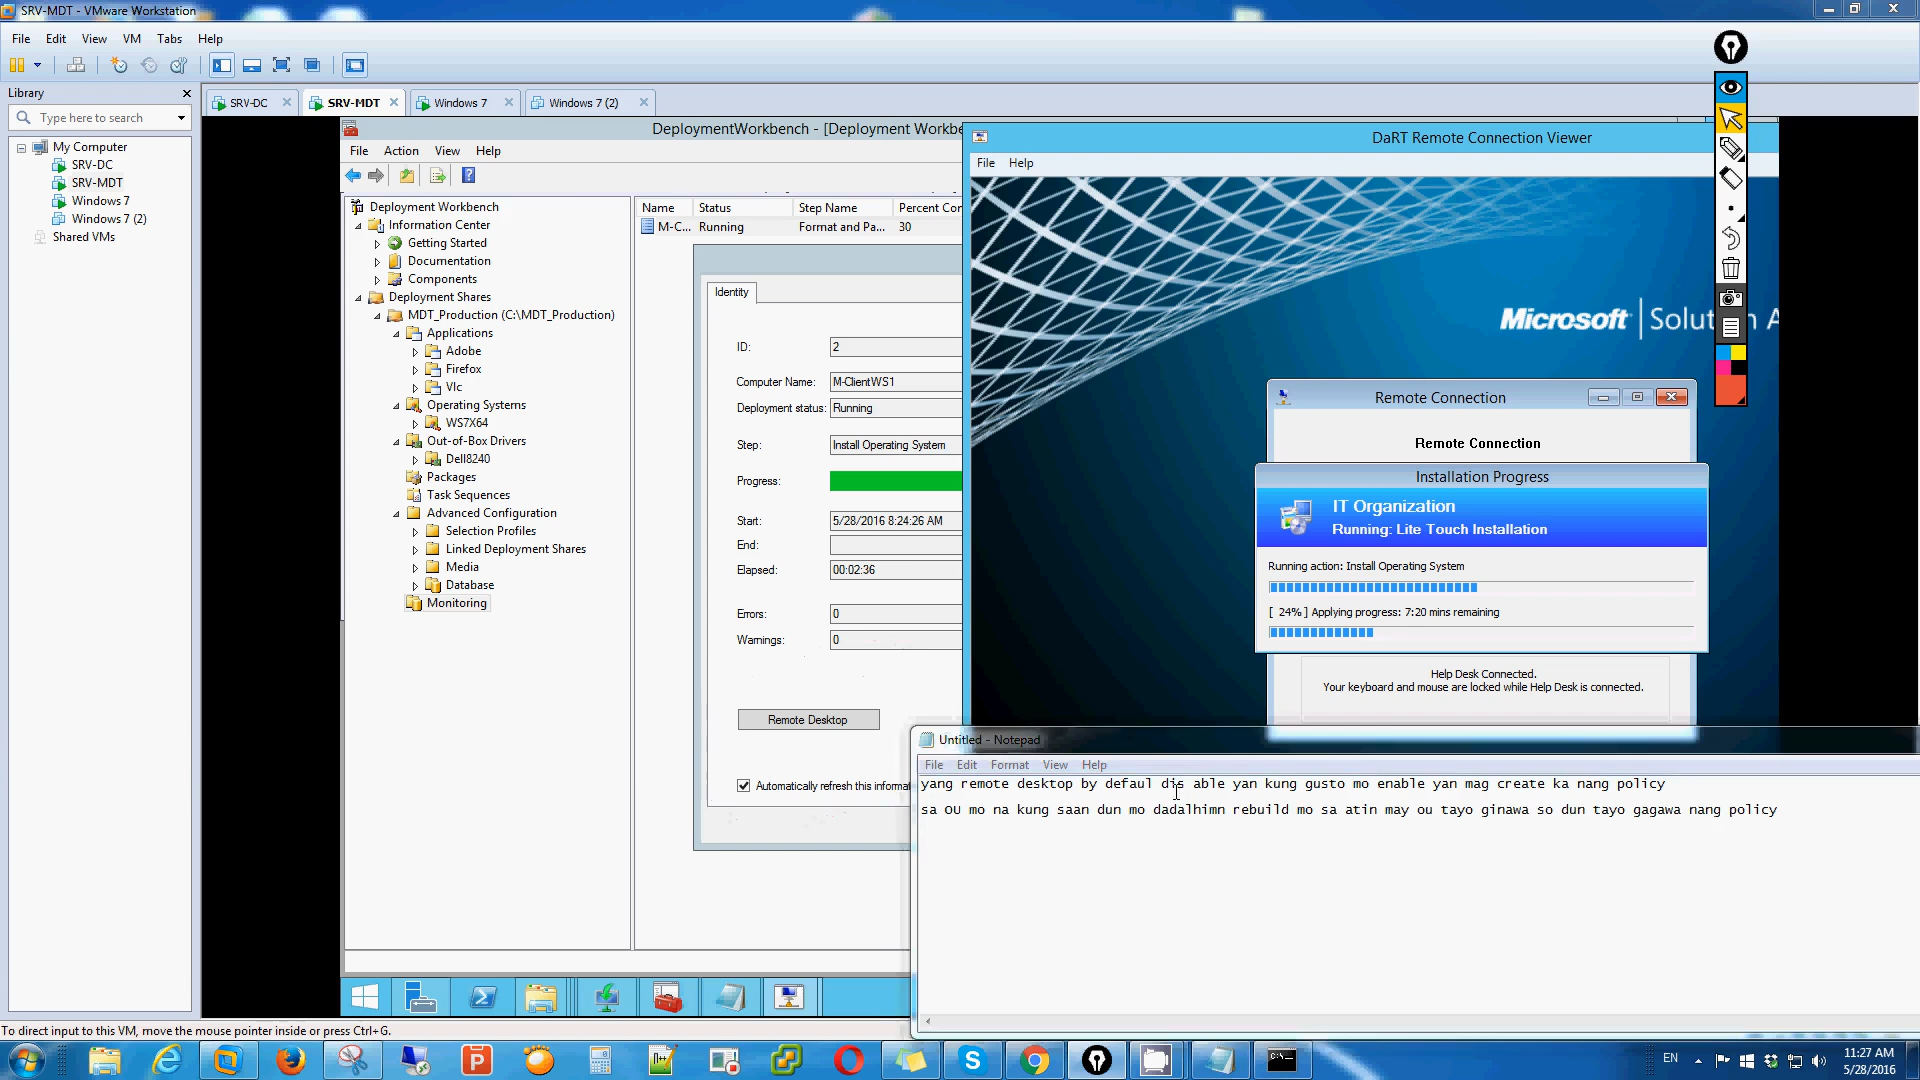 SRV-MDT - VMware Workstation
File Edit View VM Tabs Help
Library
Type here to search
My Computer
SRV-DC
SRV-MDT
Windows 7
Windows 7 (2)
Shared VMs
SRV-DC SRV-MDT Windows 7 Windows 7 (2)
DeploymentWorkbench - [Deployment Workbe
File Action View Help
Deployment Workbench
Information Center
Getting Started
Documentation
Components
Deployment Shares
MDT_Production (C:\MDT_Production)
Applications
Adobe
Firefox
Vlc
Operating Systems
WS7X64
Out-of-Box Drivers
Dell8240
Packages
Task Sequences
Advanced Configuration
Selection Profiles
Linked Deployment Shares
Media
Database
Monitoring
Name Status Step Name Percent Con
M-C... Running Format and Pa... 30
Identity
ID: 2
Computer Name: M-ClientWS1
Deployment status: Running
Step: Install Operating System
Progress:
Start: 5/28/2016 8:24:26 AM
End:
Elapsed: 00:02:36
Errors: 0
Warnings: 0
Remote Desktop
Automatically refresh this informat
DaRT Remote Connection Viewer
File Help
Microsoft Solut n A
Remote Connection
Remote Connection
Installation Progress
IT Organization
Running: Lite Touch Installation
Running action: Install Operating System
[ 24% ] Applying progress: 7:20 mins remaining
Help Desk Connected.
Your keyboard and mouse are locked while Help Desk is connected.
Untitled - Notepad
File Edit Format View Help
yang remote desktop by defaul dis able yan kung gusto mo enable yan mag create ka nang policy
sa OU mo na kung saan dun mo dadalhimn rebuild mo sa atin may ou tayo ginawa so dun tayo gagawa nang policy
To direct input to this VM, move the mouse pointer inside or press Ctrl+G.
EN
11:27 AM
5/28/2016